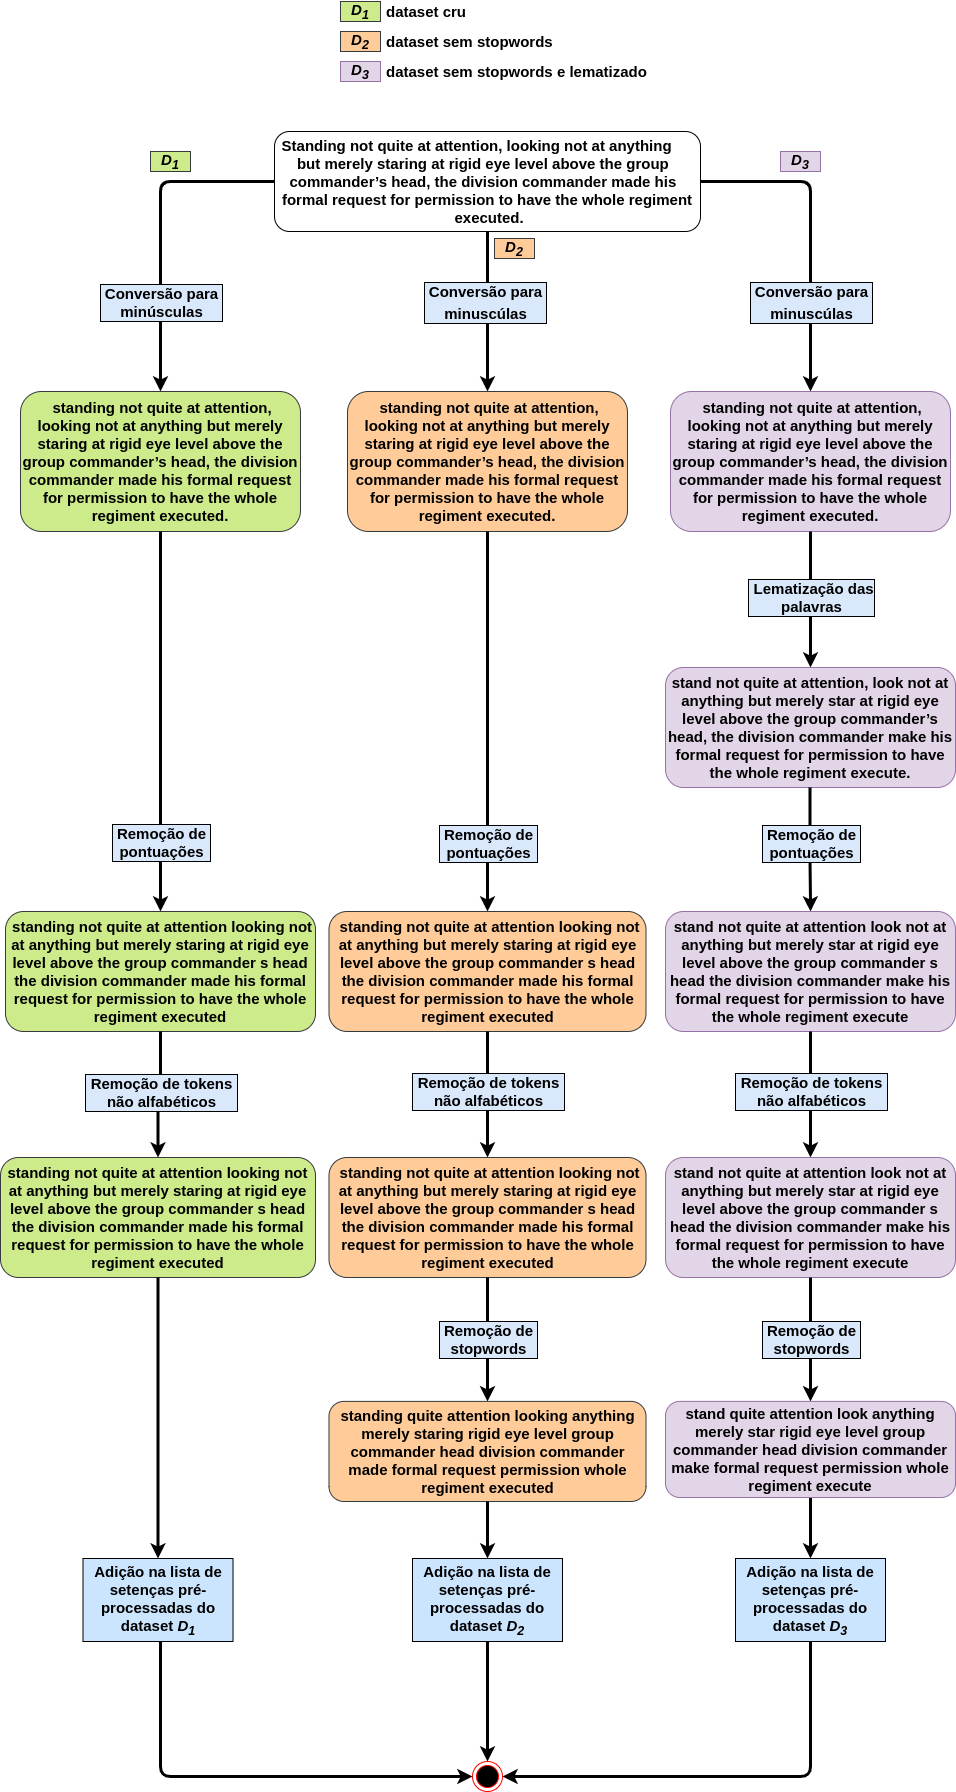 D1 dataset cru
D2 dataset sem stopwords
D3 dataset sem stopwords e lematizado
D1
D3
Standing not quite at attention, looking not at anything
but merely staring at rigid eye level above the group
commander’s head, the division commander made his
formal request for permission to have the whole regiment
executed.
D2
Conversão para
minúsculas
Conversão para
minuscúlas
Conversão para
minuscúlas
standing not quite at attention,
looking not at anything but merely
staring at rigid eye level above the
group commander’s head, the division
commander made his formal request
for permission to have the whole
regiment executed.
standing not quite at attention,
looking not at anything but merely
staring at rigid eye level above the
group commander’s head, the division
commander made his formal request
for permission to have the whole
regiment executed.
standing not quite at attention,
looking not at anything but merely
staring at rigid eye level above the
group commander’s head, the division
commander made his formal request
for permission to have the whole
regiment executed.
Lematização das
palavras
stand not quite at attention, look not at
anything but merely star at rigid eye
level above the group commander’s
head, the division commander make his
formal request for permission to have
the whole regiment execute.
Remoção de
pontuações
Remoção de
pontuações
Remoção de
pontuações
standing not quite at attention looking not
at anything but merely staring at rigid eye
level above the group commander s head
the division commander made his formal
request for permission to have the whole
regiment executed
standing not quite at attention looking not
at anything but merely staring at rigid eye
level above the group commander s head
the division commander made his formal
request for permission to have the whole
regiment executed
stand not quite at attention look not at
anything but merely star at rigid eye
level above the group commander s
head the division commander make his
formal request for permission to have
the whole regiment execute
Remoção de tokens
não alfabéticos
Remoção de tokens
não alfabéticos
Remoção de tokens
não alfabéticos
standing not quite at attention looking not
at anything but merely staring at rigid eye
level above the group commander s head
the division commander made his formal
request for permission to have the whole
regiment executed
standing not quite at attention looking not
at anything but merely staring at rigid eye
level above the group commander s head
the division commander made his formal
request for permission to have the whole
regiment executed
stand not quite at attention look not at
anything but merely star at rigid eye
level above the group commander s
head the division commander make his
formal request for permission to have
the whole regiment execute
Remoção de
stopwords
Remoção de
stopwords
standing quite attention looking anything
merely staring rigid eye level group
commander head division commander
made formal request permission whole
regiment executed
stand quite attention look anything
merely star rigid eye level group
commander head division commander
make formal request permission whole
regiment execute
Adição na lista de
setenças pré-
processadas do
dataset D1
Adição na lista de
setenças pré-
processadas do
dataset D2
Adição na lista de
setenças pré-
processadas do
dataset D3